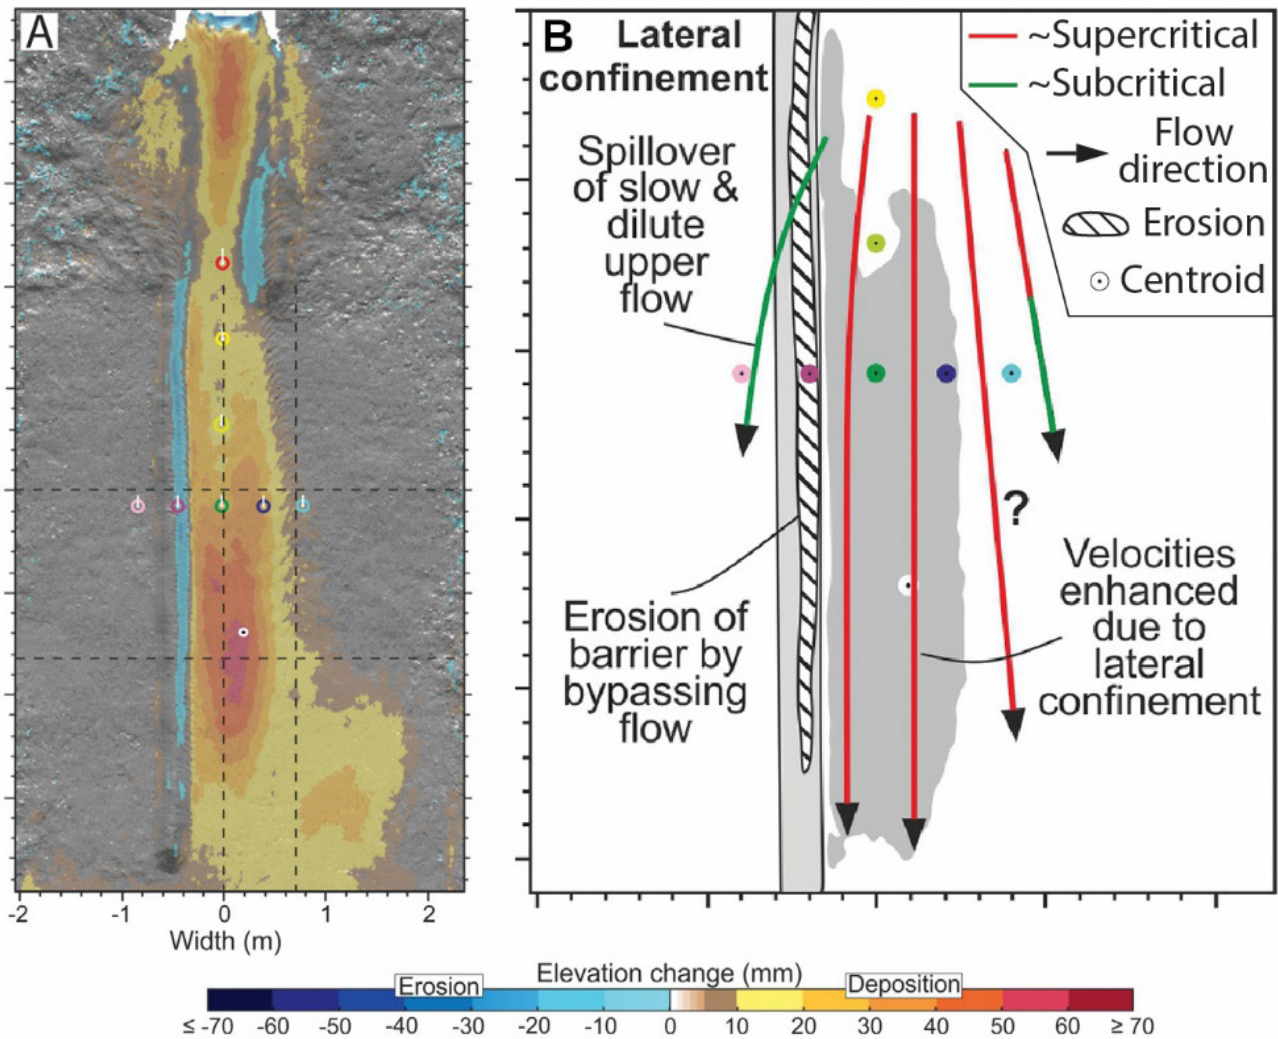 A
B
Lateral
confinement
~Supercritical
~Subcritical
Flow
direction
Erosion
Centroid
Spillover
of slow &
dilute
upper
flow
?
Velocities
enhanced
due to
lateral
confinement
Erosion of
barrier by
bypassing
flow
-2 -1 0 1 2
Width (m)
Elevation change (mm)
Erosion
Deposition
≤ -70 -60 -50 -40 -30 -20 -10 0 10 20 30 40 50 60 ≥ 70